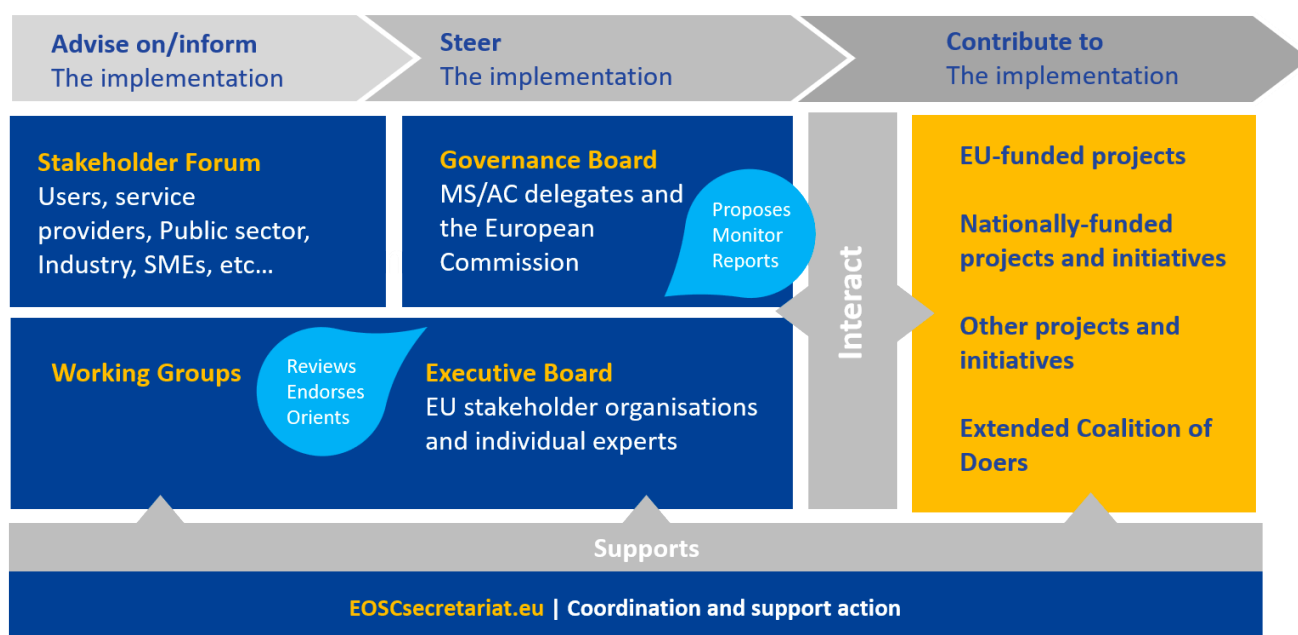 Advise on/inform
The implementation
Steer
The implementation
Contribute to
The implementation
Stakeholder Forum
Users, service
providers, Public sector,
Industry, SMEs, etc...
Governance Board
MS/AC delegates and
the European
Commission
Proposes
Monitor
Reports
Working Groups
Reviews
Endorses
Orients
Executive Board
EU stakeholder organisations
and individual experts
Interact
EU-funded projects
Nationally-funded
projects and initiatives
Other projects and
initiatives
Extended Coalition of
Doers
Supports
EOSCsecretariat.eu | Coordination and support action